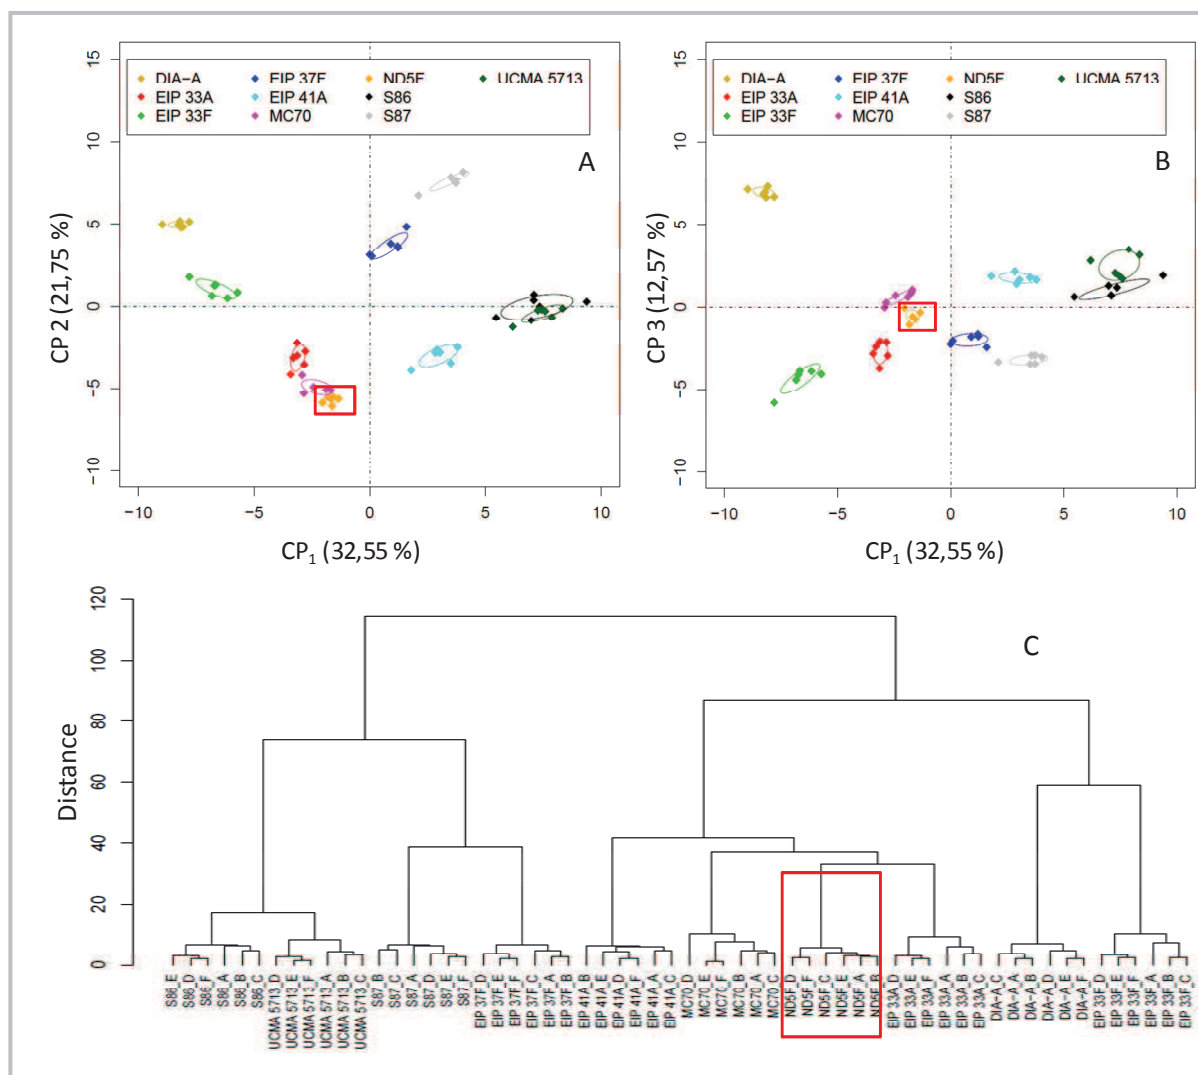 15
10
5
0
−5
−10
CP 2 (21,75 %)
DIA−A EIP 37F ND5F UCMA 5713
EIP 33A EIP 41A S86
EIP 33F MC70 S87
A
−10 −5 0 5 10
CP1 (32,55 %)
15
10
5
0
−5
−10
CP 3 (12,57 %)
DIA−A EIP 37F ND5F UCMA 5713
EIP 33A EIP 41A S86
EIP 33F MC70 S87
B
−10 −5 0 5 10
CP1 (32,55 %)
120
100
80
60
40
20
0
Distance
C
S86_E
S86_D
S86_F
S86_A
S86_B
S86_C
UCMA 5713_D
UCMA 5713_E
UCMA 5713_F
UCMA 5713_A
UCMA 5713_B
UCMA 5713_C
S87_B
S87_C
S87_A
S87_D
S87_E
S87_F
EIP 37F_D
EIP 37F_E
EIP 37F_F
EIP 37F_C
EIP 37F_A
EIP 37F_B
EIP 41A_B
EIP 41A_E
EIP 41A_D
EIP 41A_F
EIP 41A_A
EIP 41A_C
MC70_D
MC70_E
MC70_F
MC70_B
MC70_A
MC70_C
ND5F_D
ND5F_F
ND5F_C
ND5F_E
ND5F_A
ND5F_B
EIP 33A_D
EIP 33A_E
EIP 33A_F
EIP 33A_A
EIP 33A_B
EIP 33A_C
DIA−A_C
DIA−A_A
DIA−A_B
DIA−A_D
DIA−A_E
DIA−A_F
EIP 33F_D
EIP 33F_E
EIP 33F_F
EIP 33F_A
EIP 33F_B
EIP 33F_C